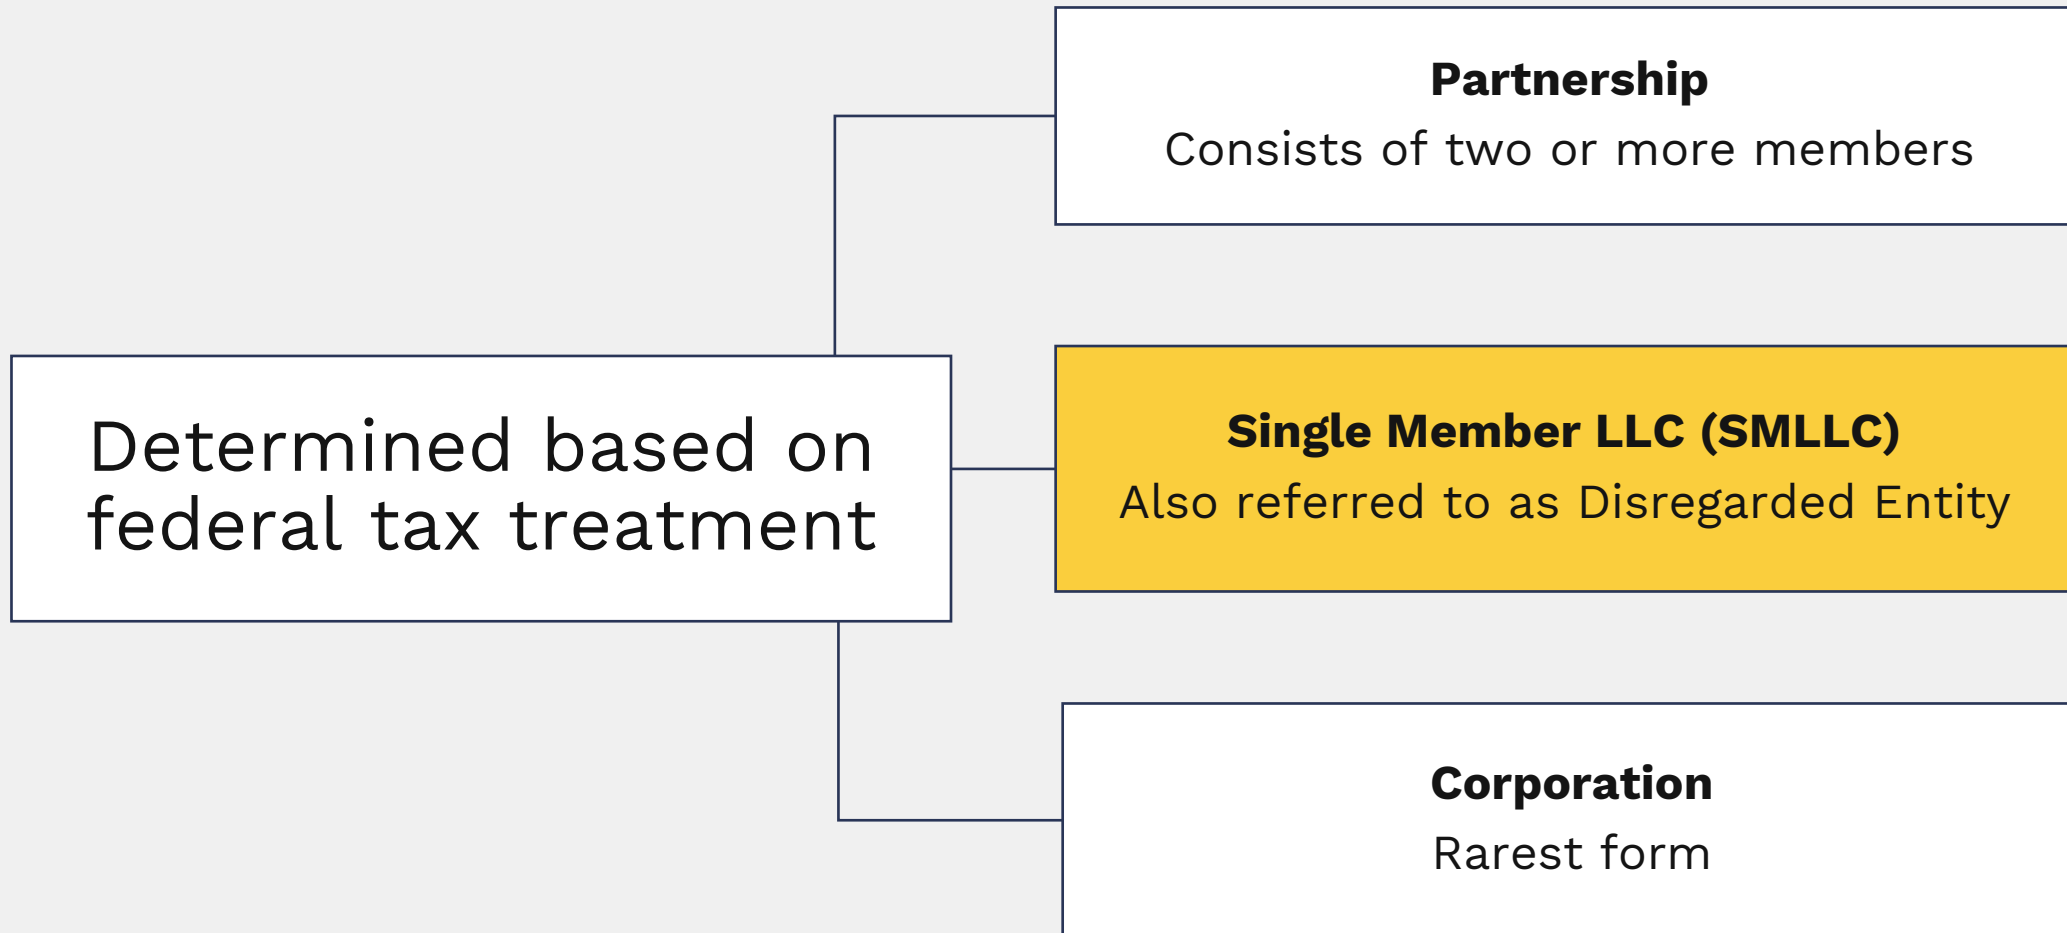 Determined based on
federal tax treatment
Partnership
Consists of two or more members
Single Member LLC (SMLLC)
Also referred to as Disregarded Entity
Corporation
Rarest form